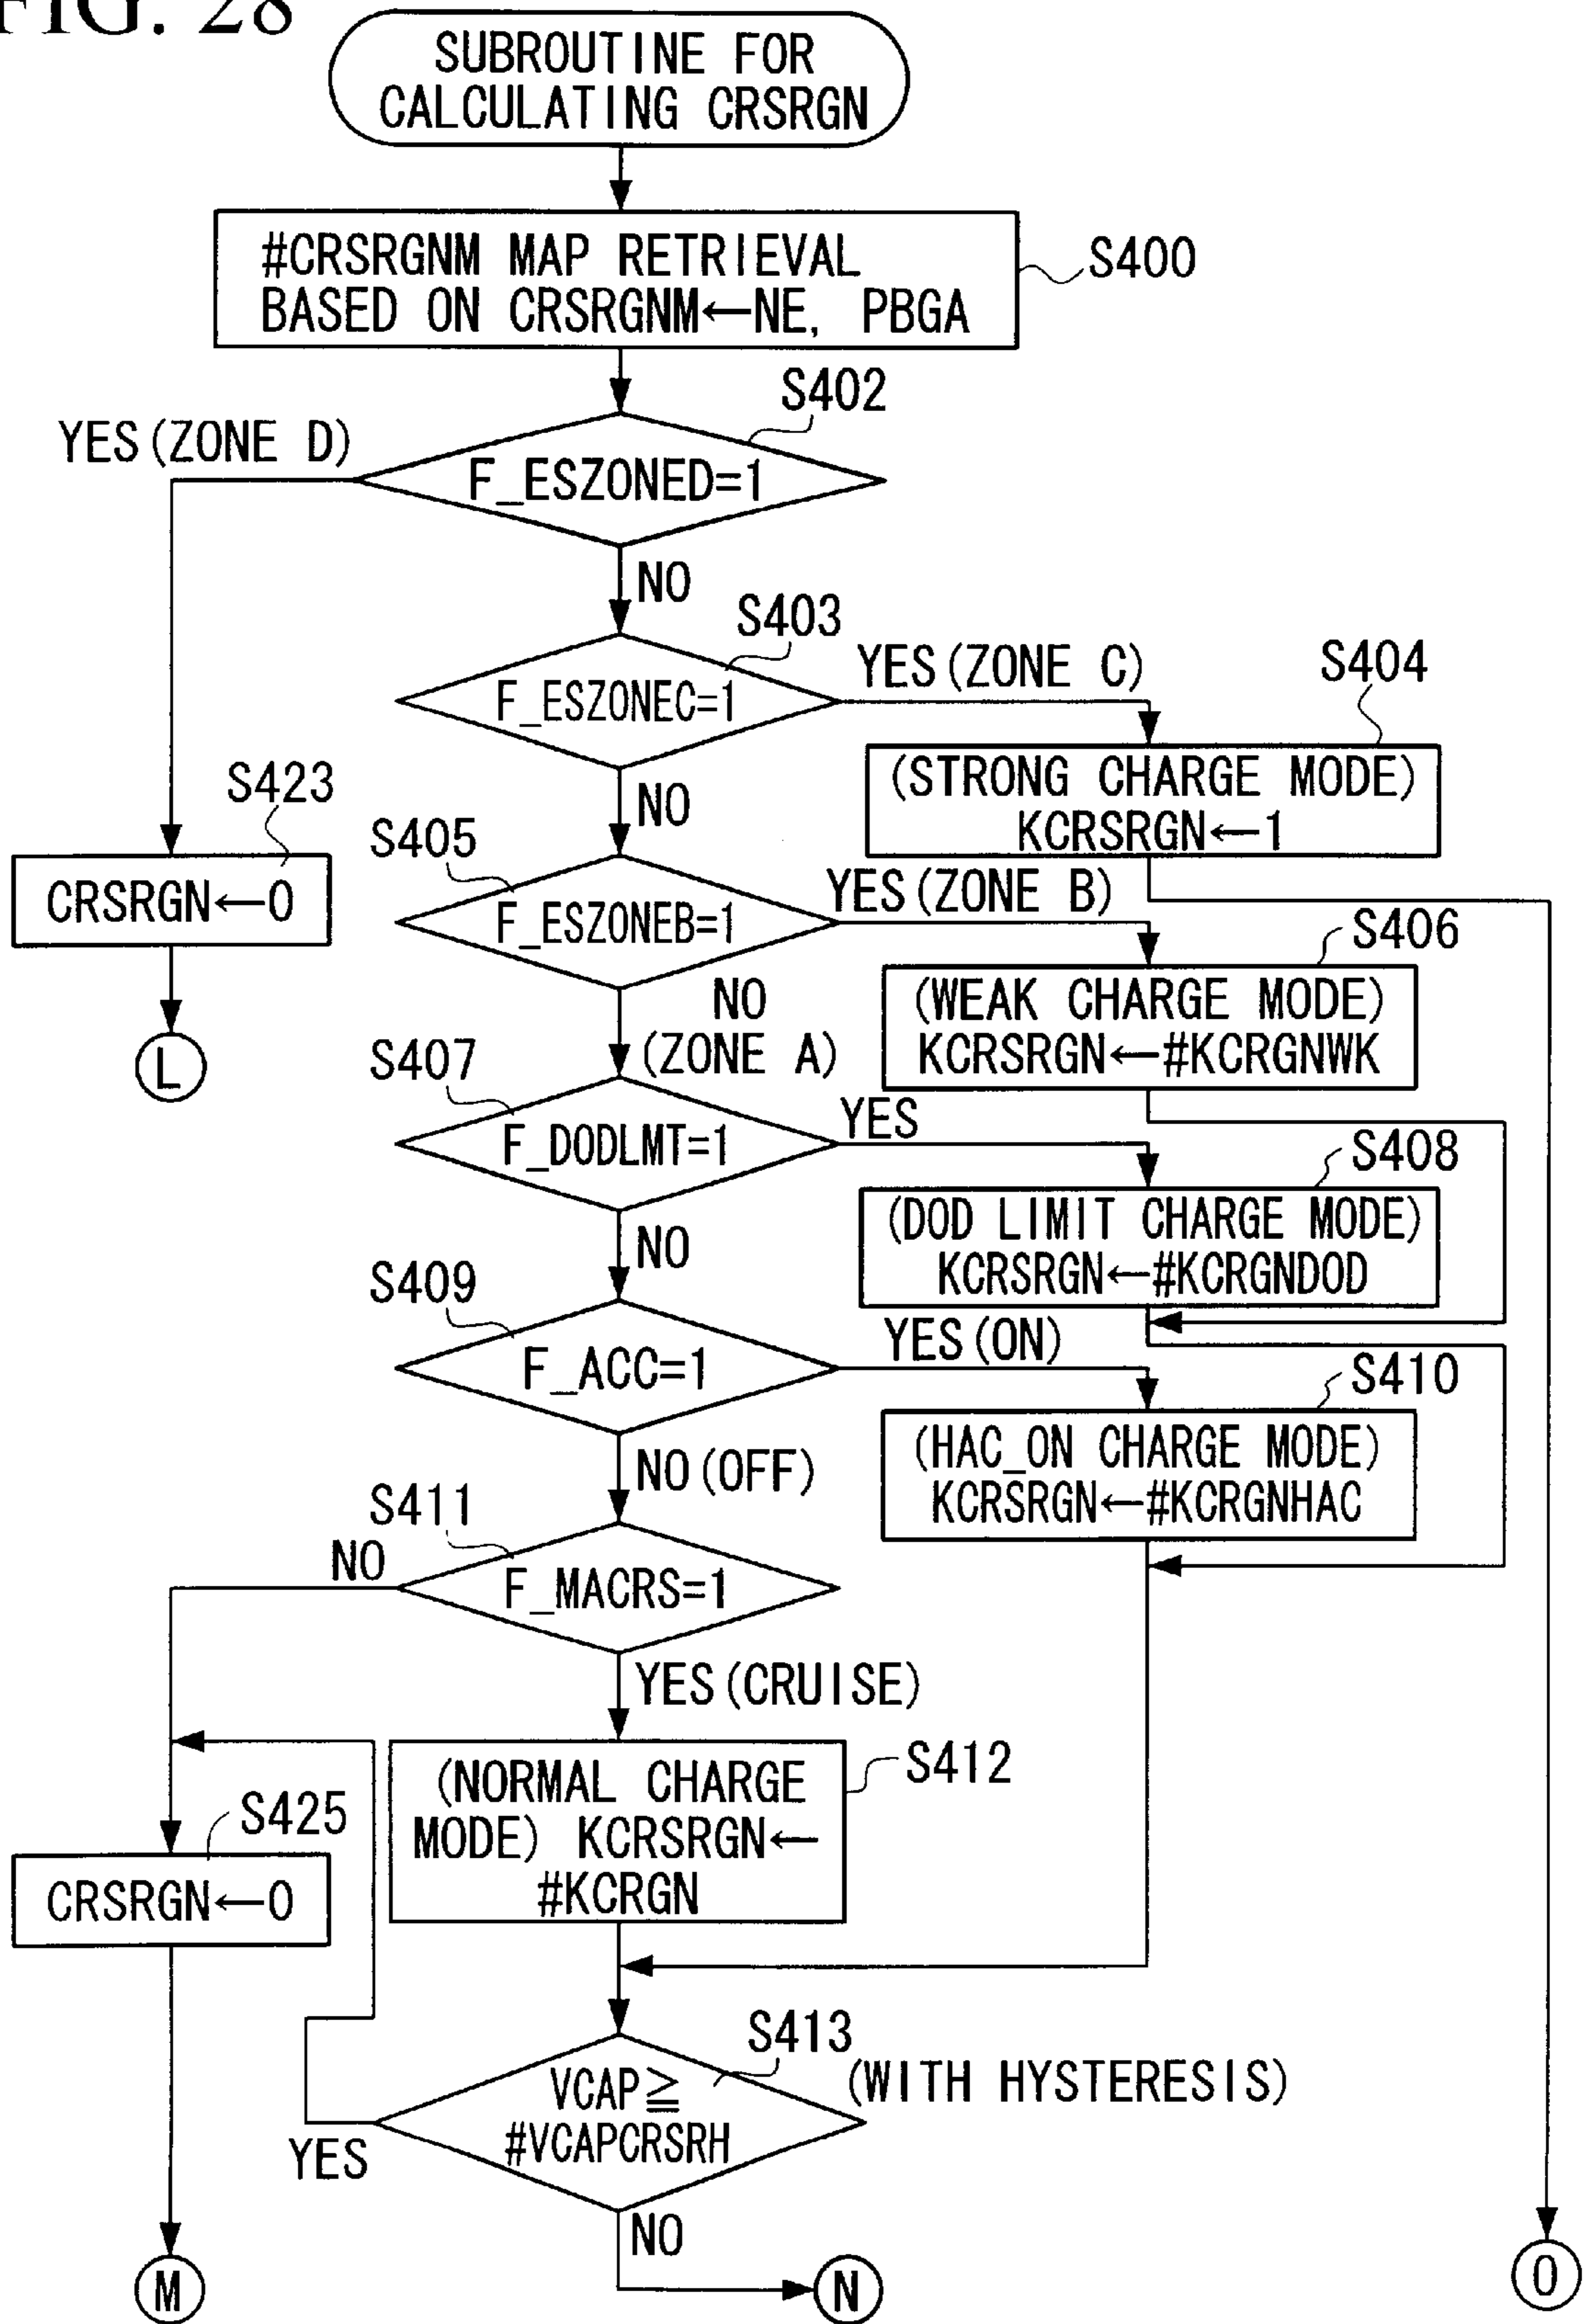 FIG. 28
SUBROUTINE FOR
CALCULATING CRSRGN
#CRSRGNM MAP RETRIEVAL
BASED ON CRSRGNM←NE, PBGA
S400
S402
YES(ZONE D)
F_ESZONED=1
NO
S403
F_ESZONEC=1
YES(ZONE C)
S404
(STRONG CHARGE MODE)
KCRSRGN←1
S423
CRSRGN←0
L
NO
S405
F_ESZONEB=1
YES(ZONE B)
S406
(WEAK CHARGE MODE)
KCRSRGN←#KCRGNWK
NO
(ZONE A)
S407
F_DODLMT=1
YES
S408
(DOD LIMIT CHARGE MODE)
KCRSRGN←#KCRGNDOD
NO
S409
F_ACC=1
YES(ON)
S410
(HAC_ON CHARGE MODE)
KCRSRGN←#KCRGNHAC
NO(OFF)
S411
NO
F_MACRS=1
YES(CRUISE)
S412
(NORMAL CHARGE
MODE) KCRSRGN←
#KCRGN
S425
CRSRGN←0
S413
VCAP≧
#VCAPCRSRH
(WITH HYSTERESIS)
YES
NO
M
N
O